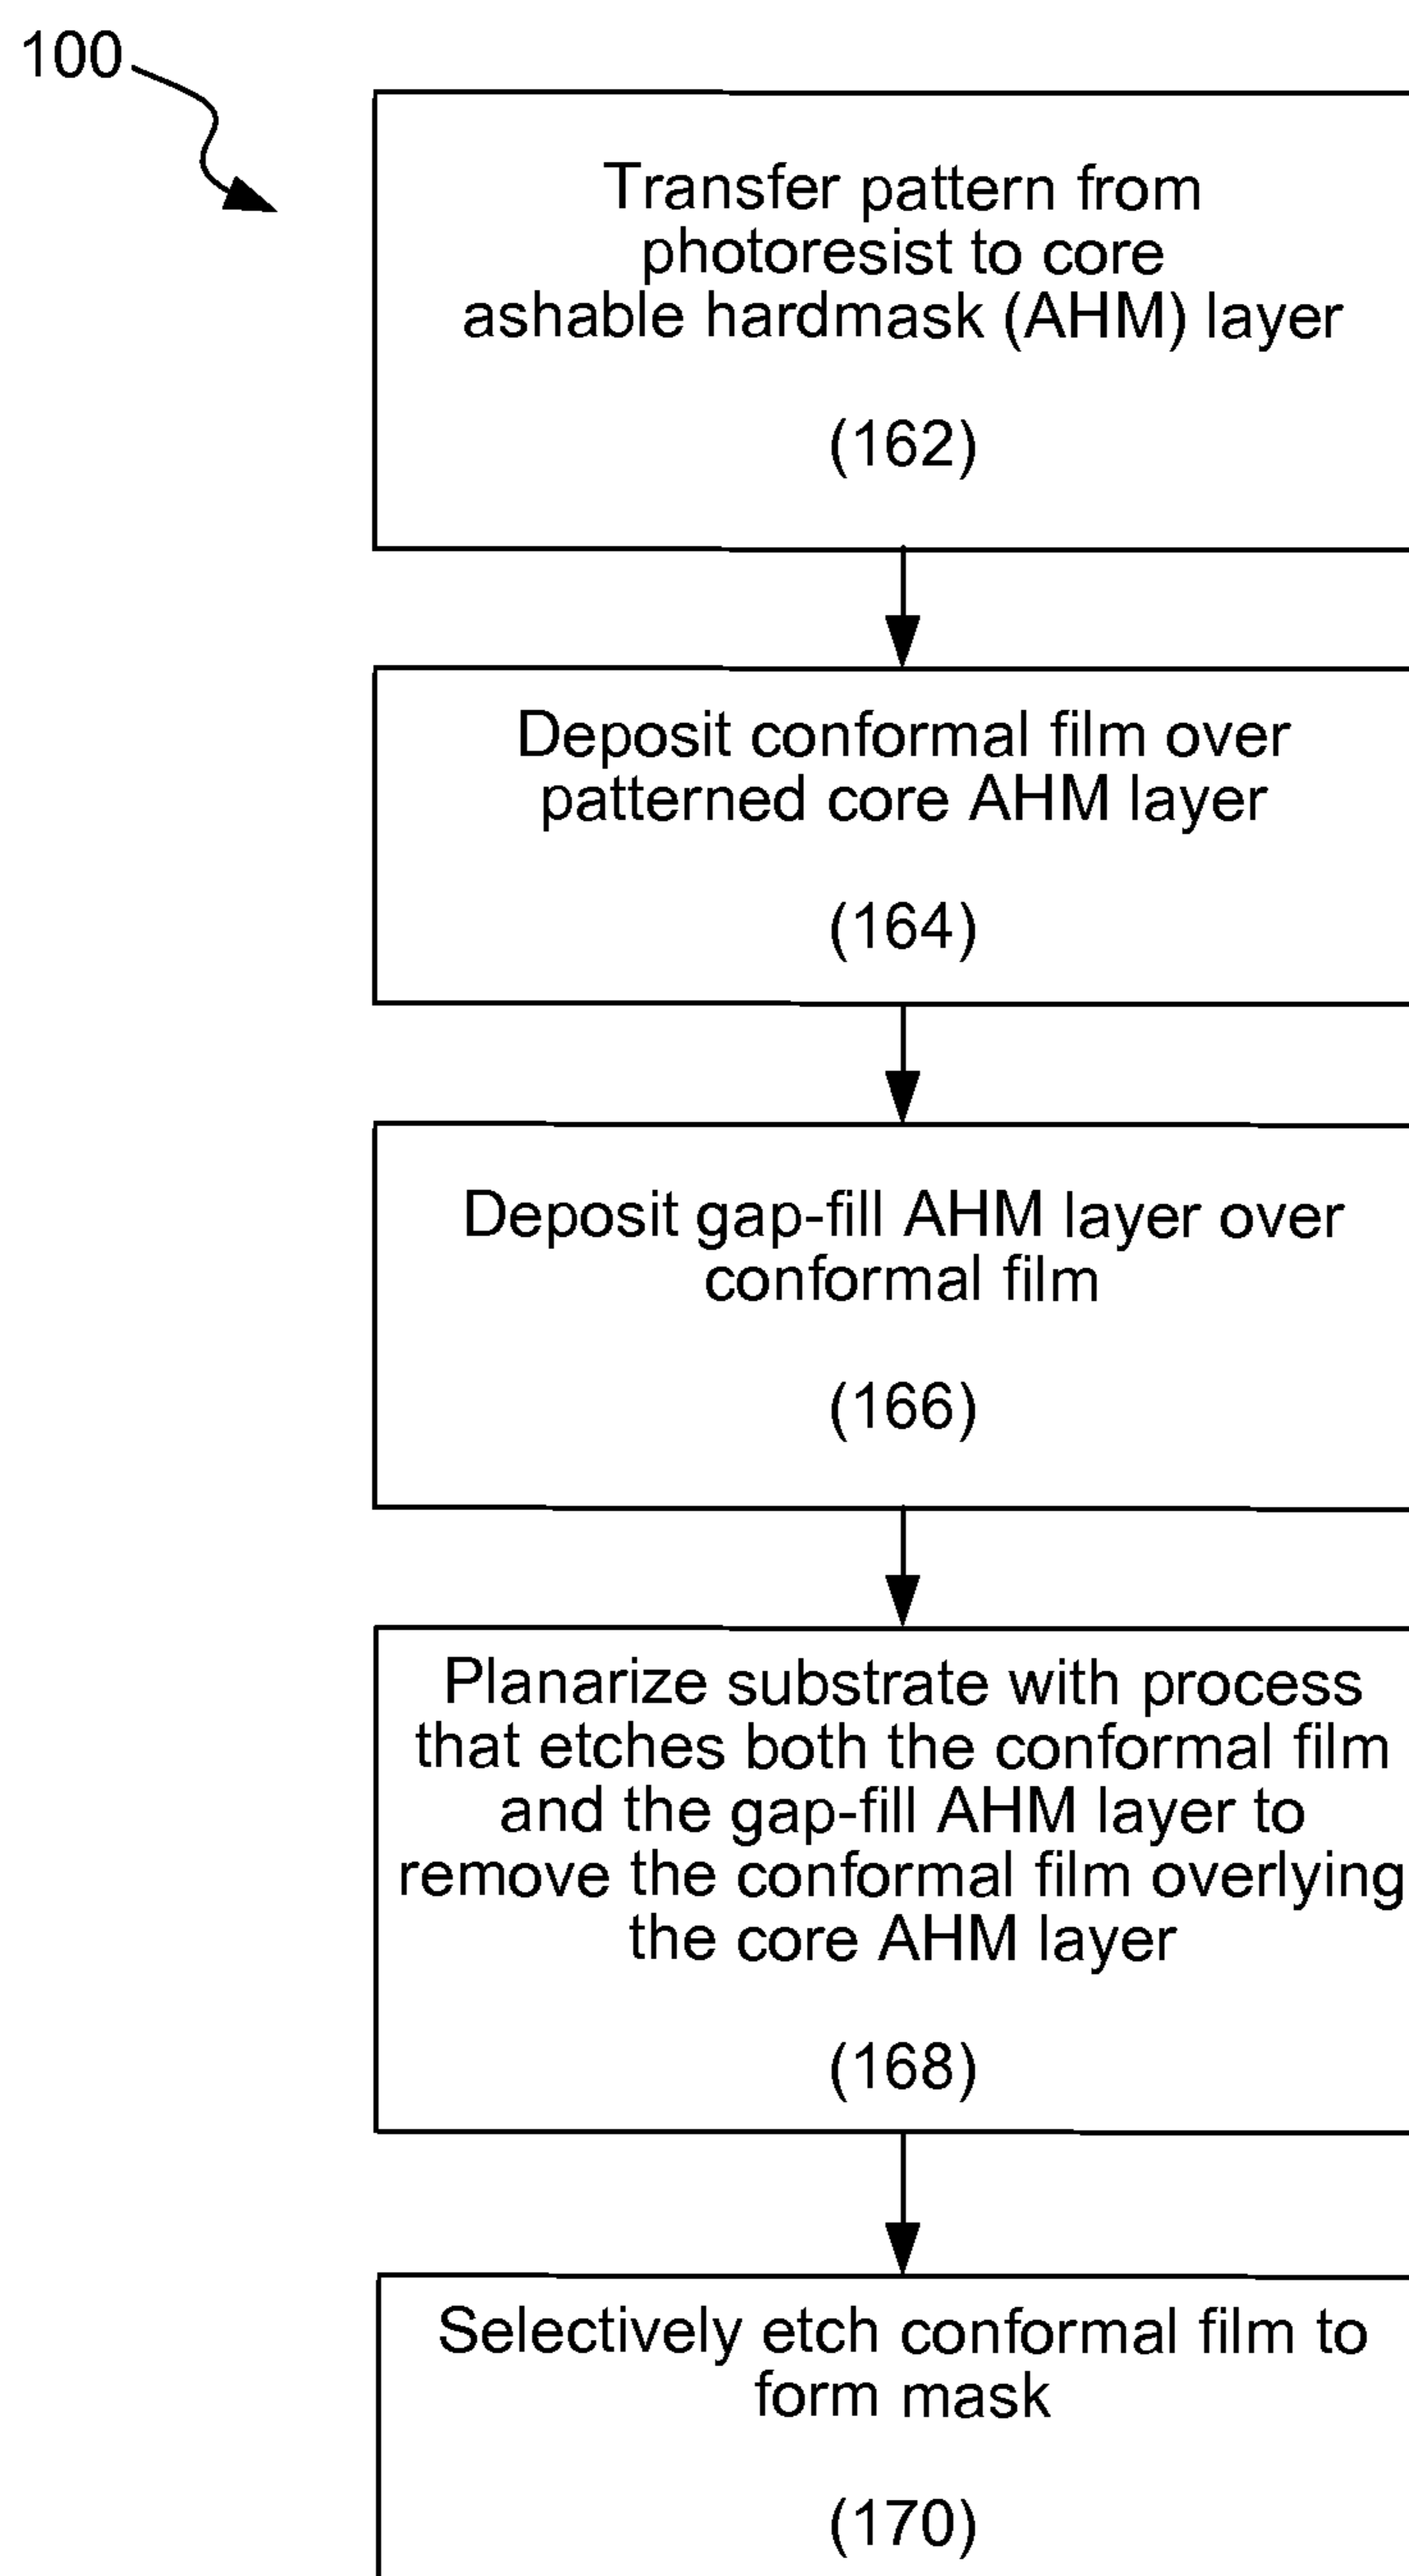 100
Transfer pattern from
photoresist to core
ashable hardmask (AHM) layer
(162)
Deposit conformal film over
patterned core AHM layer
(164)
Deposit gap-fill AHM layer over
conformal film
(166)
Planarize substrate with process
that etches both the conformal film
and the gap-fill AHM layer to
remove the conformal film overlying
the core AHM layer
(168)
Selectively etch conformal film to
form mask
(170)